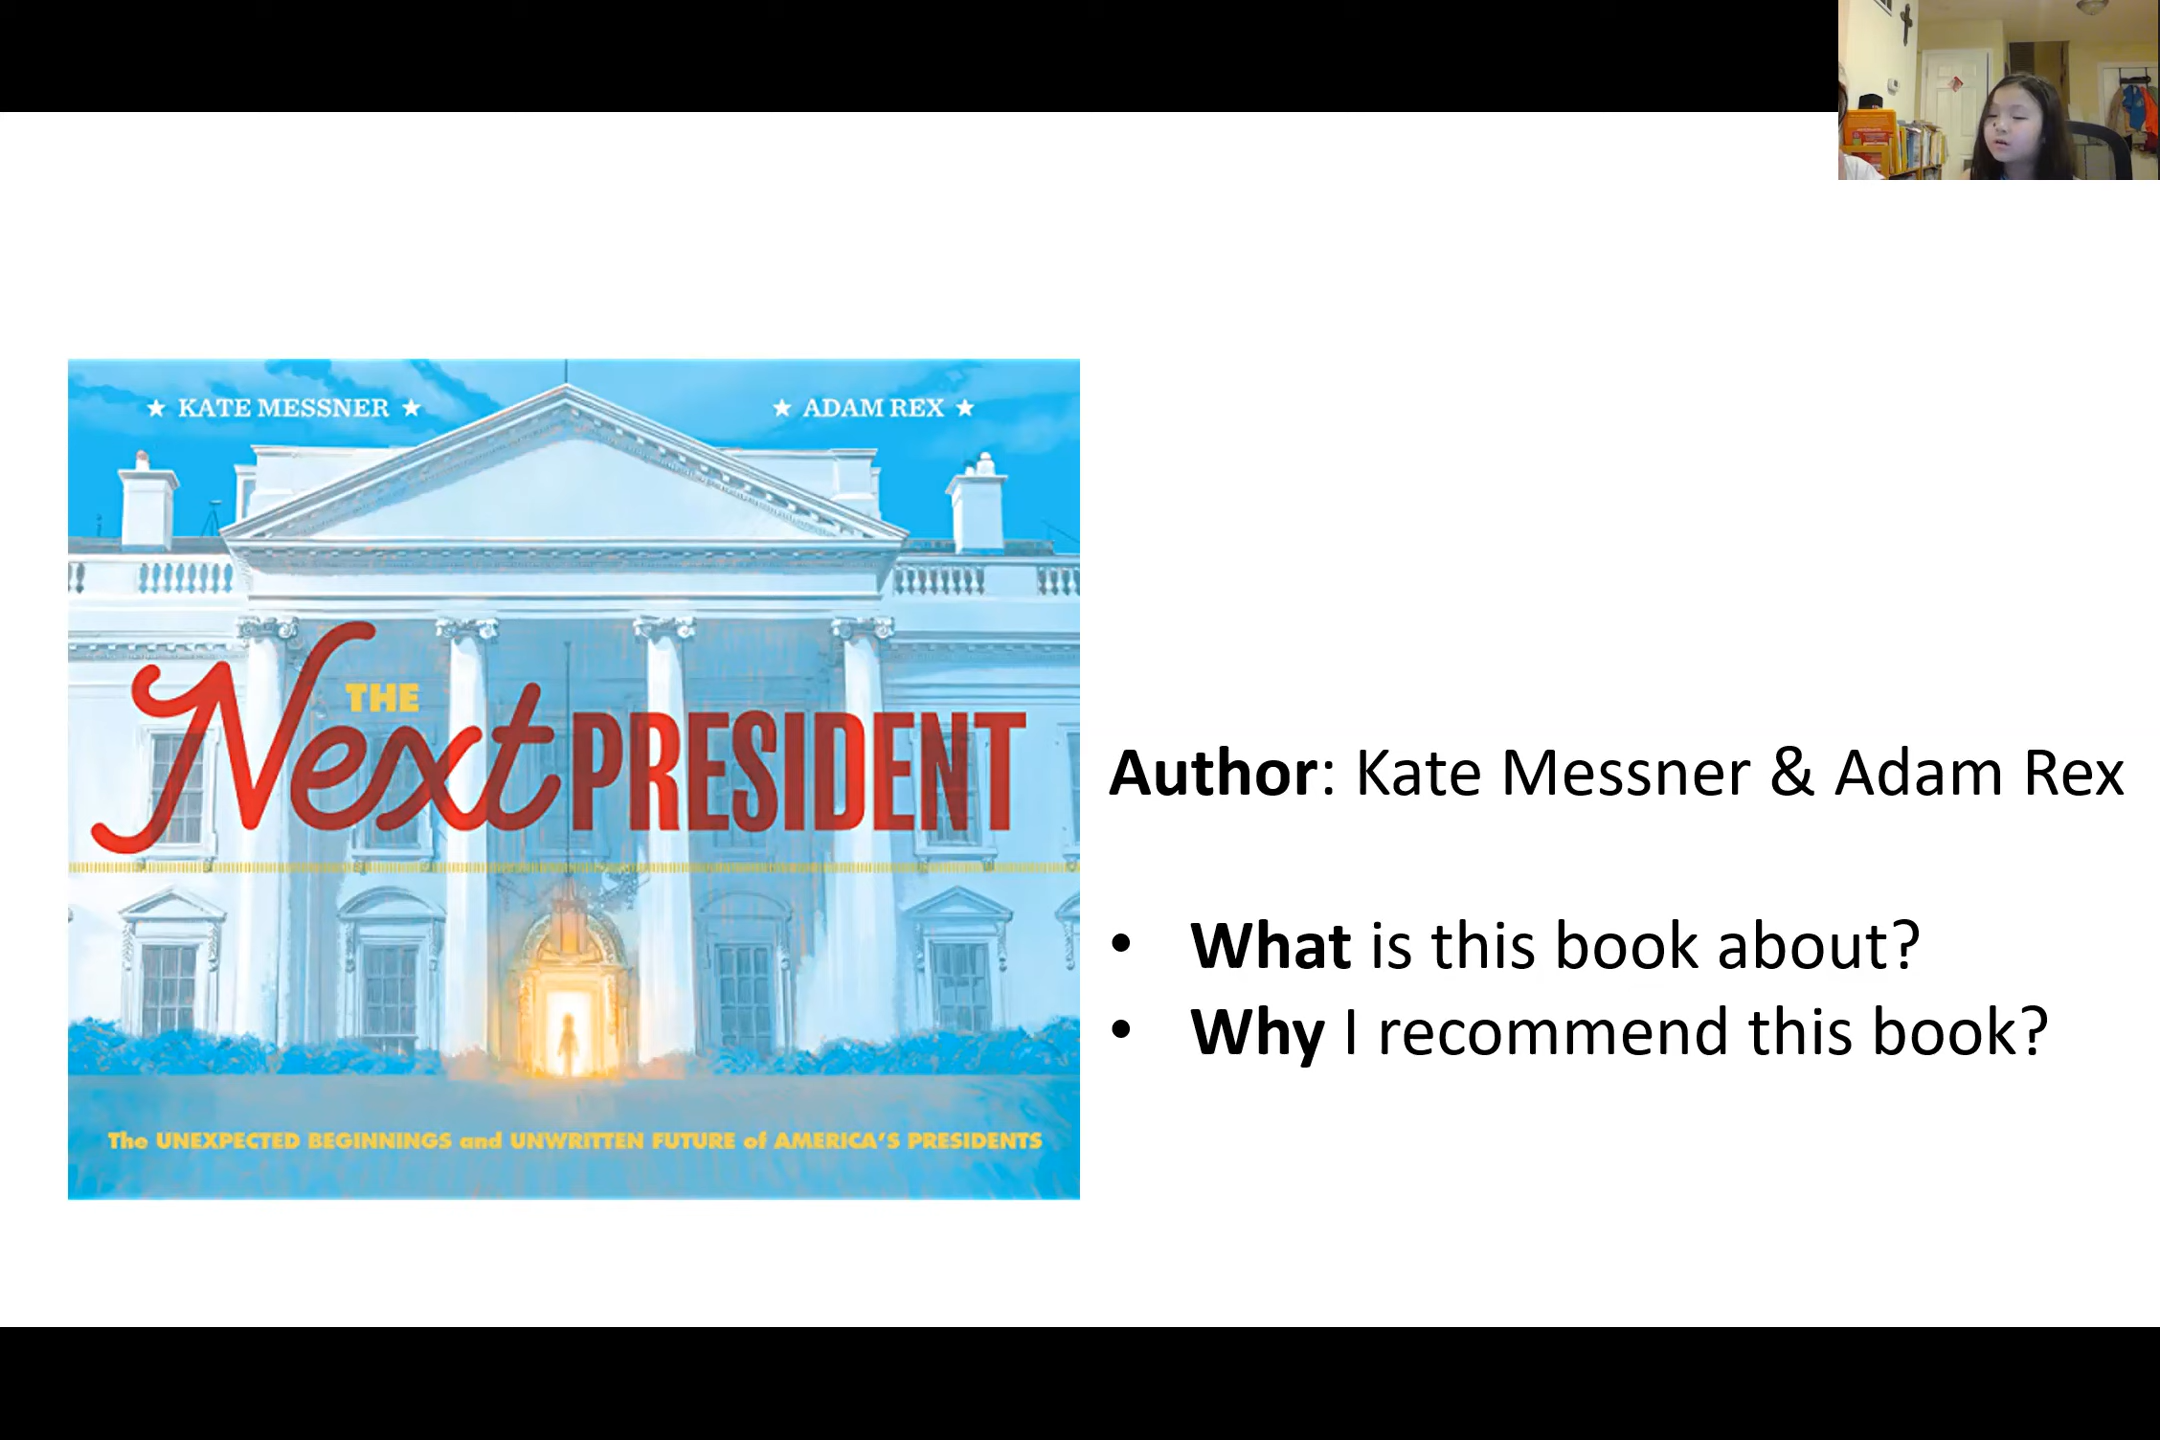 ★ KATE MESSNER ★
★ ADAM REX ★
THE
Next PRESIDENT
The UNEXPECTED BEGINNINGS and UNWRITTEN FUTURE of AMERICA'S PRESIDENTS
Author: Kate Messner & Adam Rex
• What is this book about?
• Why I recommend this book?